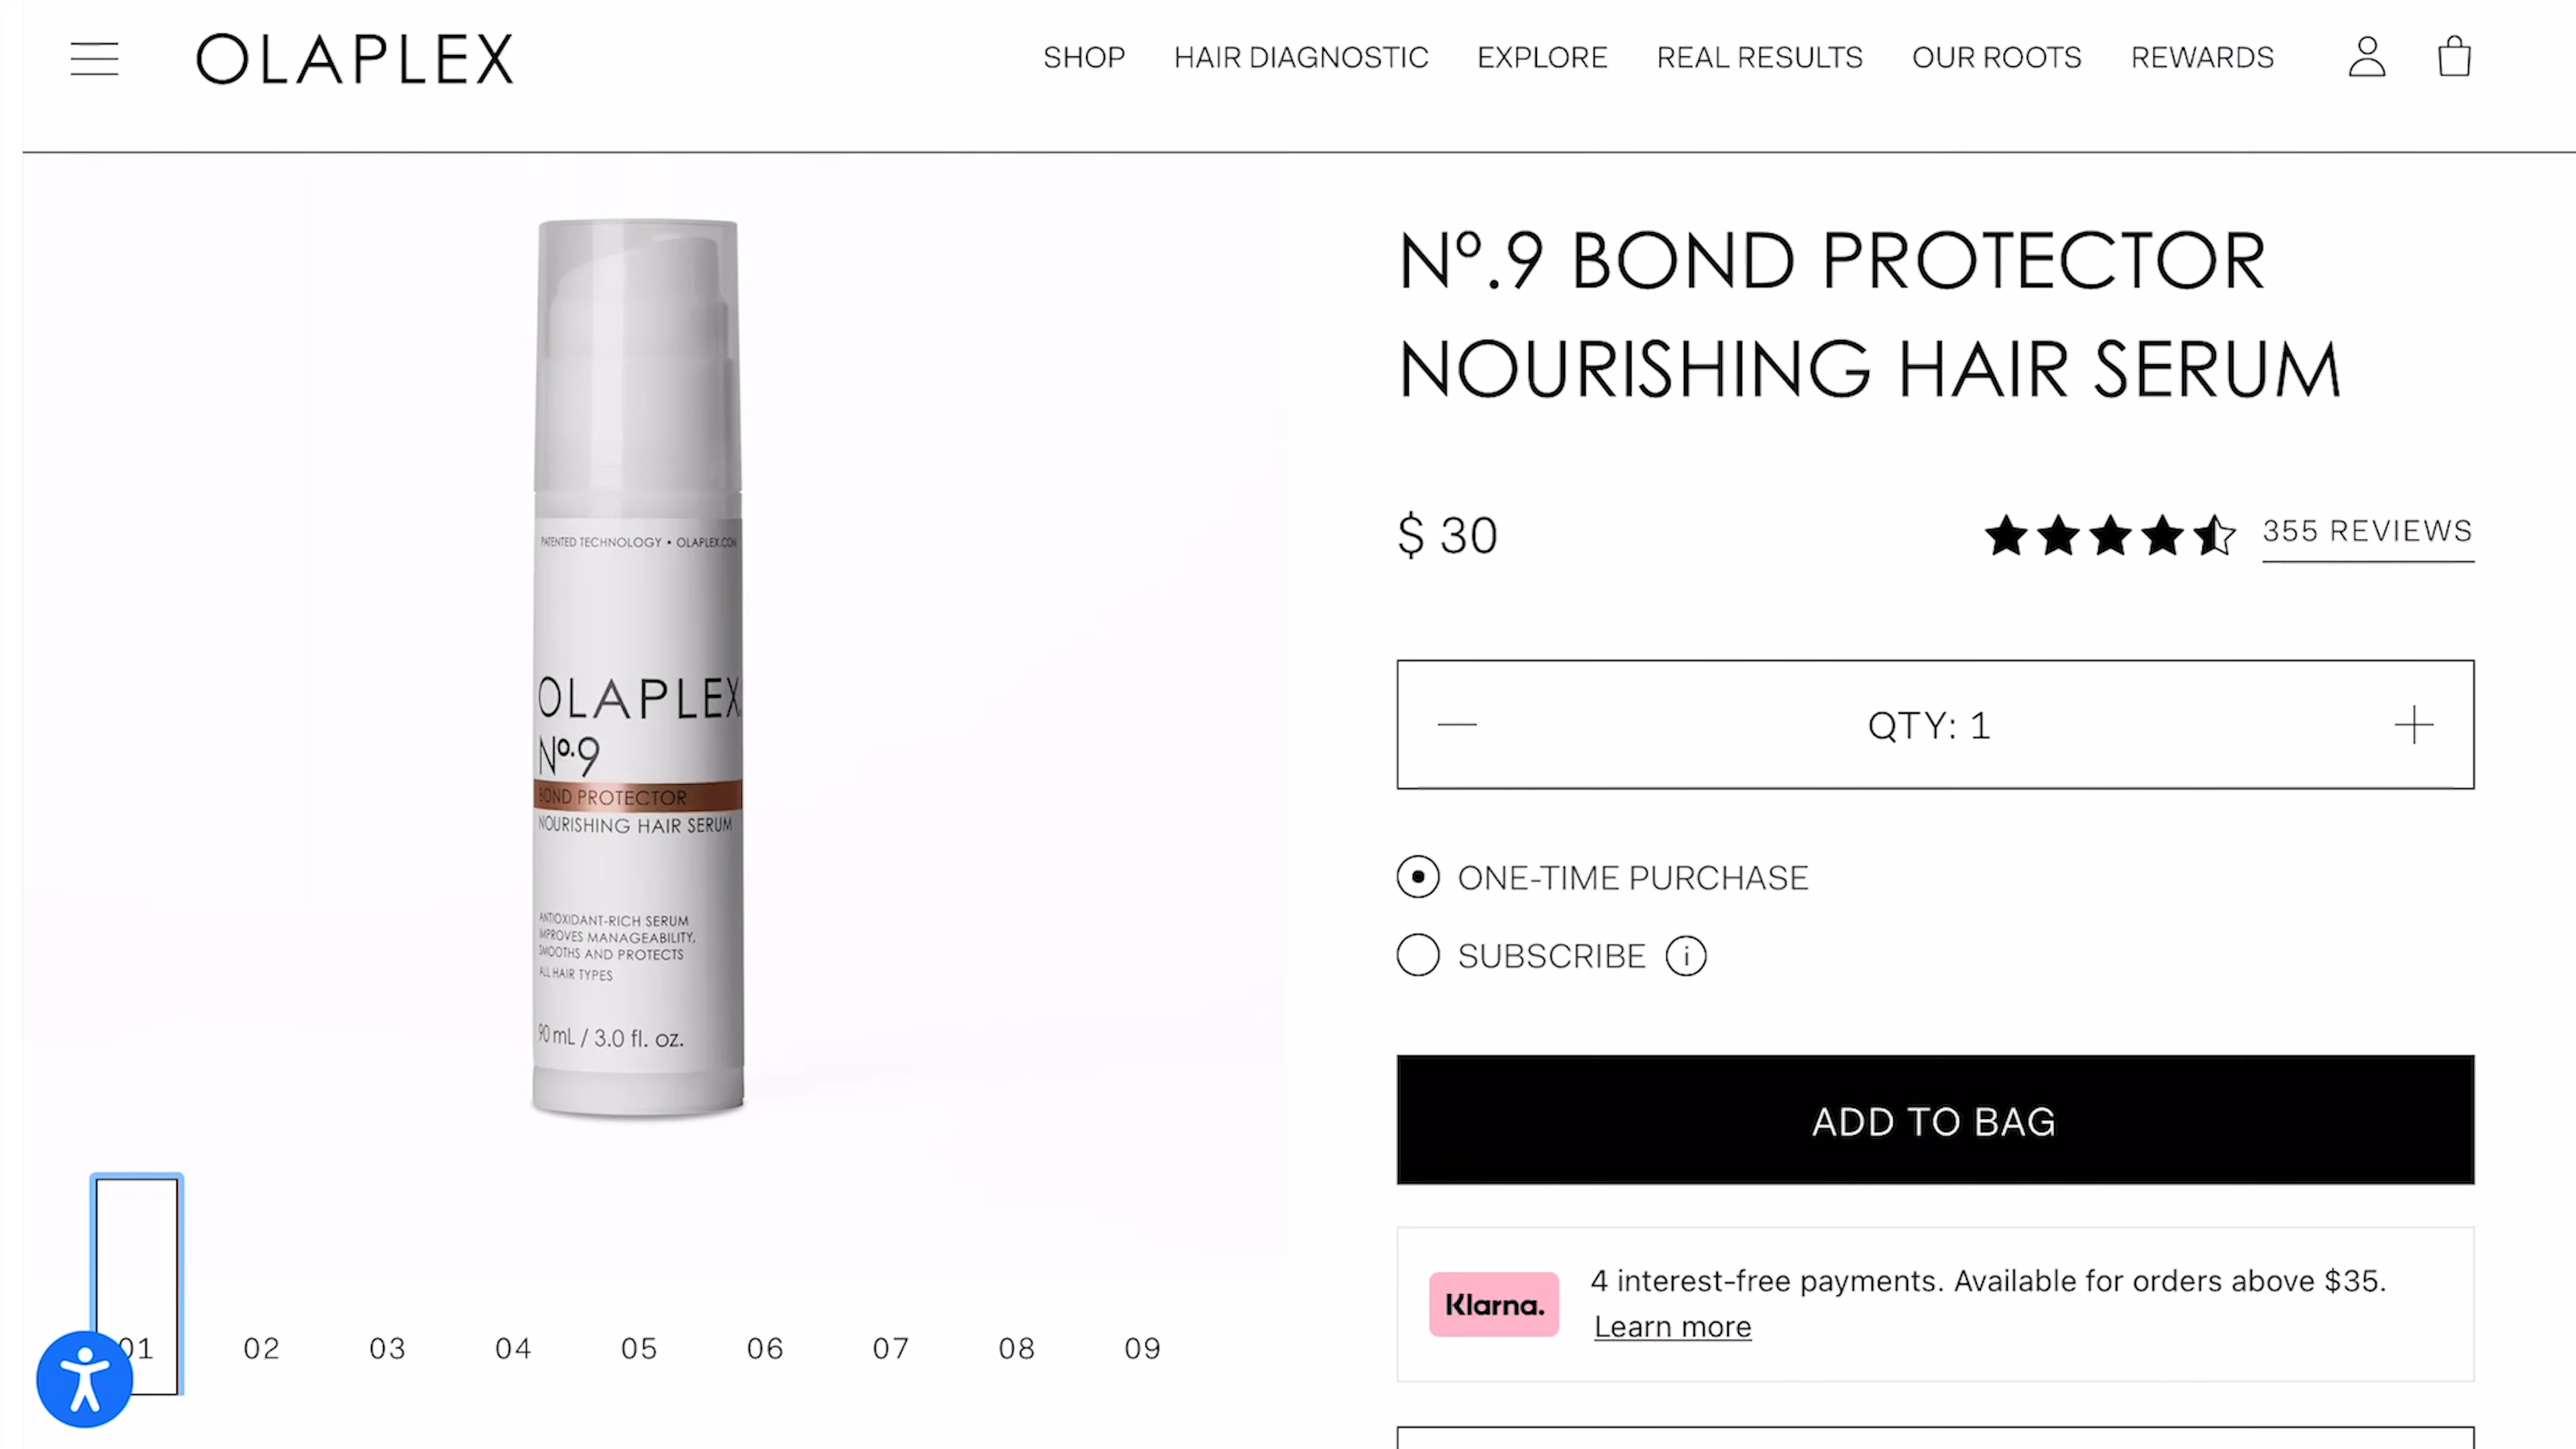 OLAPLEX
SHOP HAIR DIAGNOSTIC EXPLORE REAL RESULTS OUR ROOTS REWARDS
PATENTED TECHNOLOGY • OLAPLEX.COM
OLAPLEX
Nº.9
BOND PROTECTOR
NOURISHING HAIR SERUM
ANTIOXIDANT-RICH SERUM
IMPROVES MANAGEABILITY,
SMOOTHS AND PROTECTS
ALL HAIR TYPES
90 mL / 3.0 fl. oz.
01 02 03 04 05 06 07 08 09
Nº.9 BOND PROTECTOR
NOURISHING HAIR SERUM
$ 30
355 REVIEWS
QTY: 1
ONE-TIME PURCHASE
SUBSCRIBE
ADD TO BAG
Klarna.
4 interest-free payments. Available for orders above $35.
Learn more